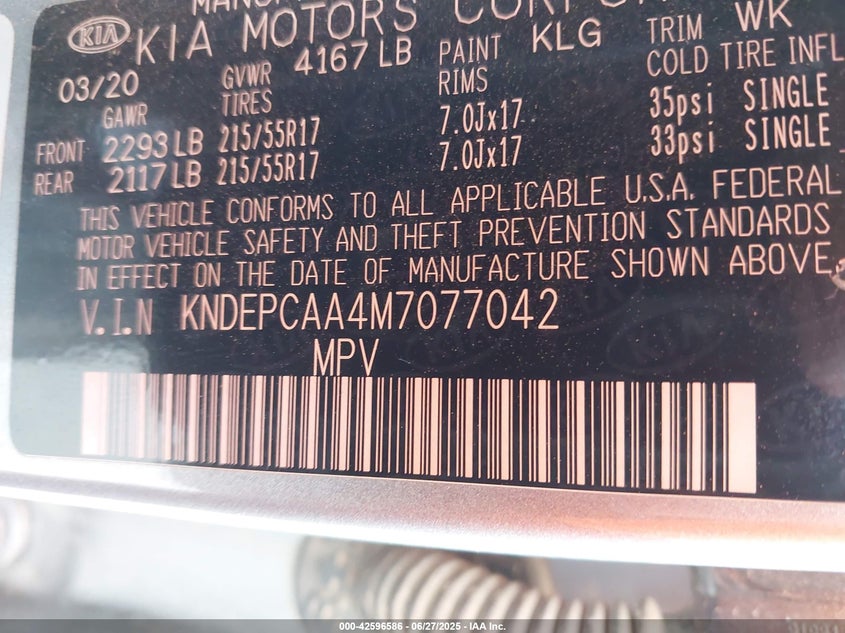 KIA MOTORS
KIA
03/20 GVWR 4167 LB PAINT KLG TRIM WK
GAWR TIRES RIMS COLD TIRE
FRONT 2293 LB 215/55R17 7.0Jx17 35psi SINGLE
REAR 2117 LB 215/55R17 7.0Jx17 33psi SINGLE
THIS VEHICLE CONFORMS TO ALL APPLICABLE U.S.A. FEDERAL
MOTOR VEHICLE SAFETY AND THEFT PREVENTION STANDARDS
IN EFFECT ON THE DATE OF MANUFACTURE SHOWN ABOVE.
V.I.N KNDEPCAA4M7077042
MPV
000-42596586 - 06/27/2025 - IAA Inc.